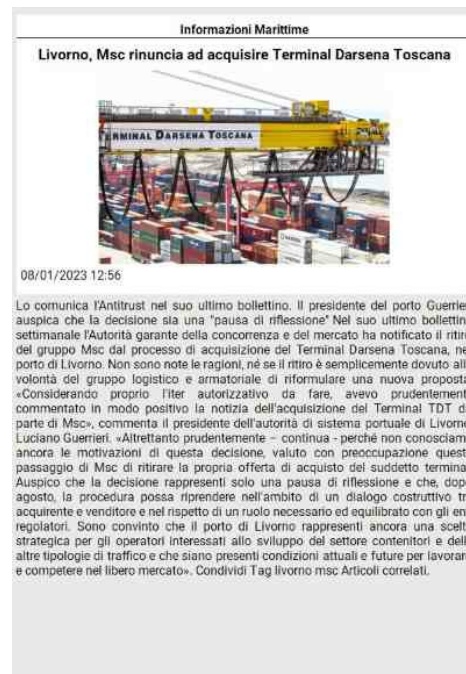 Informazioni Marittime
Livorno, Msc rinuncia ad acquisire Terminal Darsena Toscana
RMINAL DARSENA TOSCANA
08/01/2023 12:56
Lo comunica l'Antitrust nel suo ultimo bollettino. Il presidente del porto Guerrie
auspica che la decisione sia una "pausa di riflessione" Nel suo ultimo bollettin
settimanale l'Autorità garante della concorrenza e del mercato ha notificato il ritir
del gruppo Msc dal processo di acquisizione del Terminal Darsena Toscana, ne
porto di Livorno. Non sono note le ragioni, né se il ritiro è semplicemente dovuto all
volontà del gruppo logistico e armatoriale di riformulare una nuova propost
«Considerando proprio l'iter autorizzativo da fare, avevo prudentement
commentato in modo positivo la notizia dell'acquisizione del Terminal TDT d
parte di Msc», commenta il presidente dell'autorità di sistema portuale di Livorn
Luciano Guerrieri. «Altrettanto prudentemente – continua - perché non conosciam
ancora le motivazioni di questa decisione, valuto con preoccupazione quest
passaggio di Msc di ritirare la propria offerta di acquisto del suddetto termina
Auspico che la decisione rappresenti solo una pausa di riflessione e che, dop
agosto, la procedura possa riprendere nell'ambito di un dialogo costruttivo tr
acquirente e venditore e nel rispetto di un ruolo necessario ed equilibrato con gli en
regolatori. Sono convinto che il porto di Livorno rappresenti ancora una scelt
strategica per gli operatori interessati allo sviluppo del settore contenitori e dell
altre tipologie di traffico e che siano presenti condizioni attuali e future per lavorar
e competere nel libero mercato». Condividi Tag livorno msc Articoli correlati.